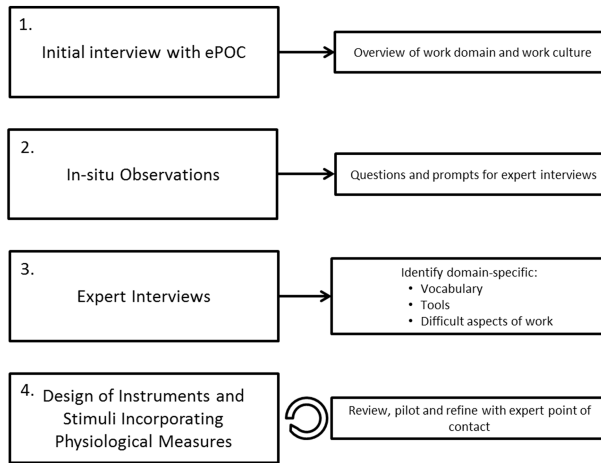 1.
Initial interview with ePOC
Overview of work domain and work culture
2.
In-situ Observations
Questions and prompts for expert interviews
3.
Expert Interviews
Identify domain-specific:
• Vocabulary
• Tools
• Difficult aspects of work
4.
Design of Instruments and
Stimuli Incorporating
Physiological Measures
Review, pilot and refine with expert point of
contact